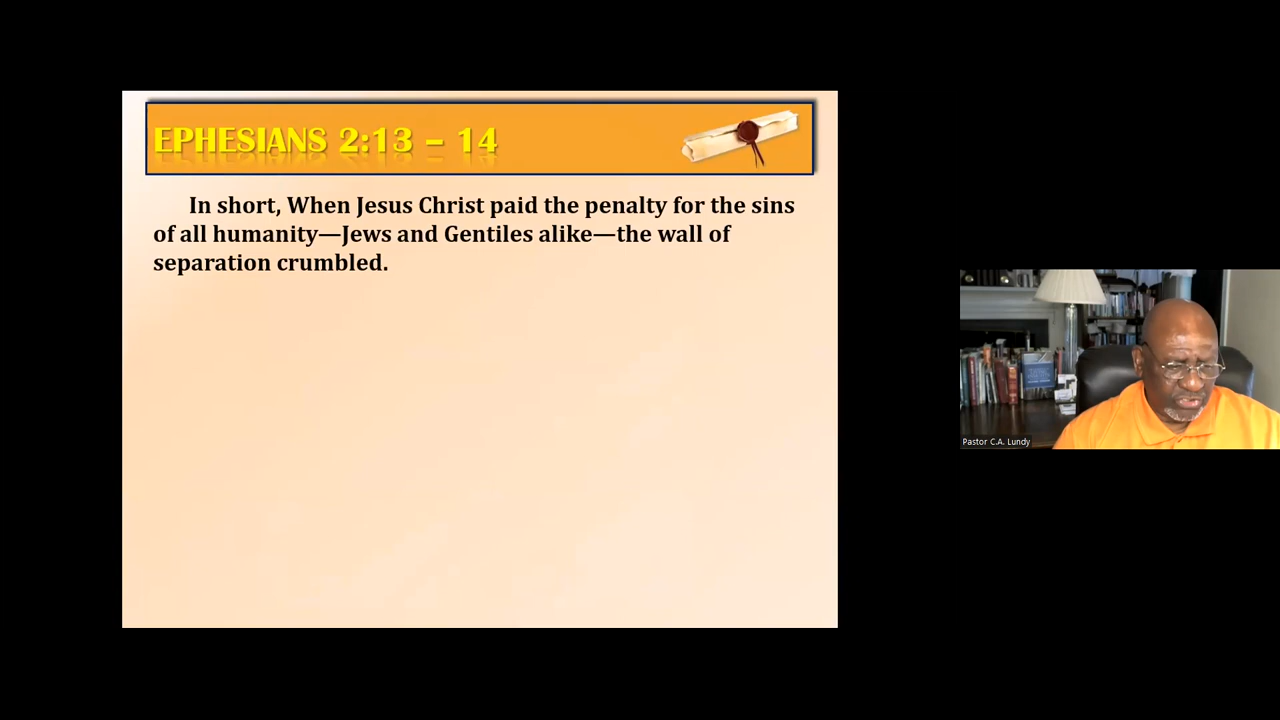 EPHESIANS 2:13 – 14
In short, When Jesus Christ paid the penalty for the sins
of all humanity—Jews and Gentiles alike—the wall of
separation crumbled.
Pastor C.A. Lundy